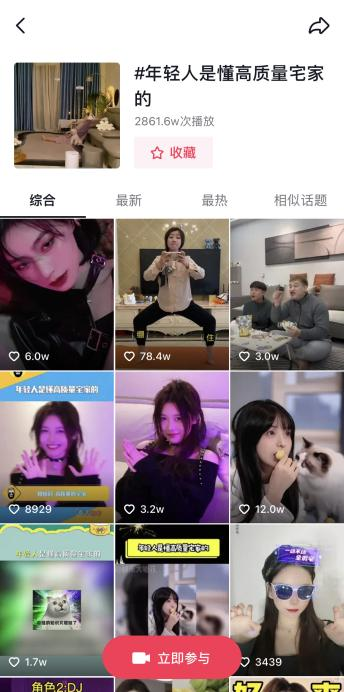 #年轻人是懂高质量宅家
的
2861.6w次播放
收藏
综合
最新
最热
相似话题
绷
住
6.0w
78.4w
3.0w
年轻人是懂高质量宅家的
8929
3.2w
12.0w
年轻人是懂高质量宅家的
年轻人是懂高质量宅家的
1.7w
3439
立即参与
角色2:DJ